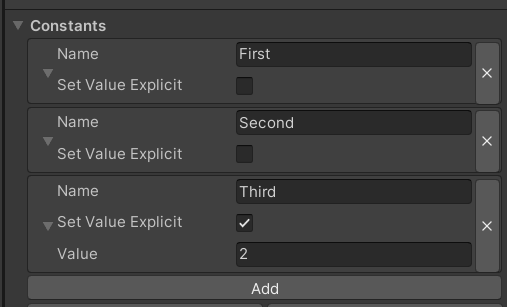 Constants
Name First
Set Value Explicit
Name Second
Set Value Explicit
Name Third
Set Value Explicit
Value 2
Add